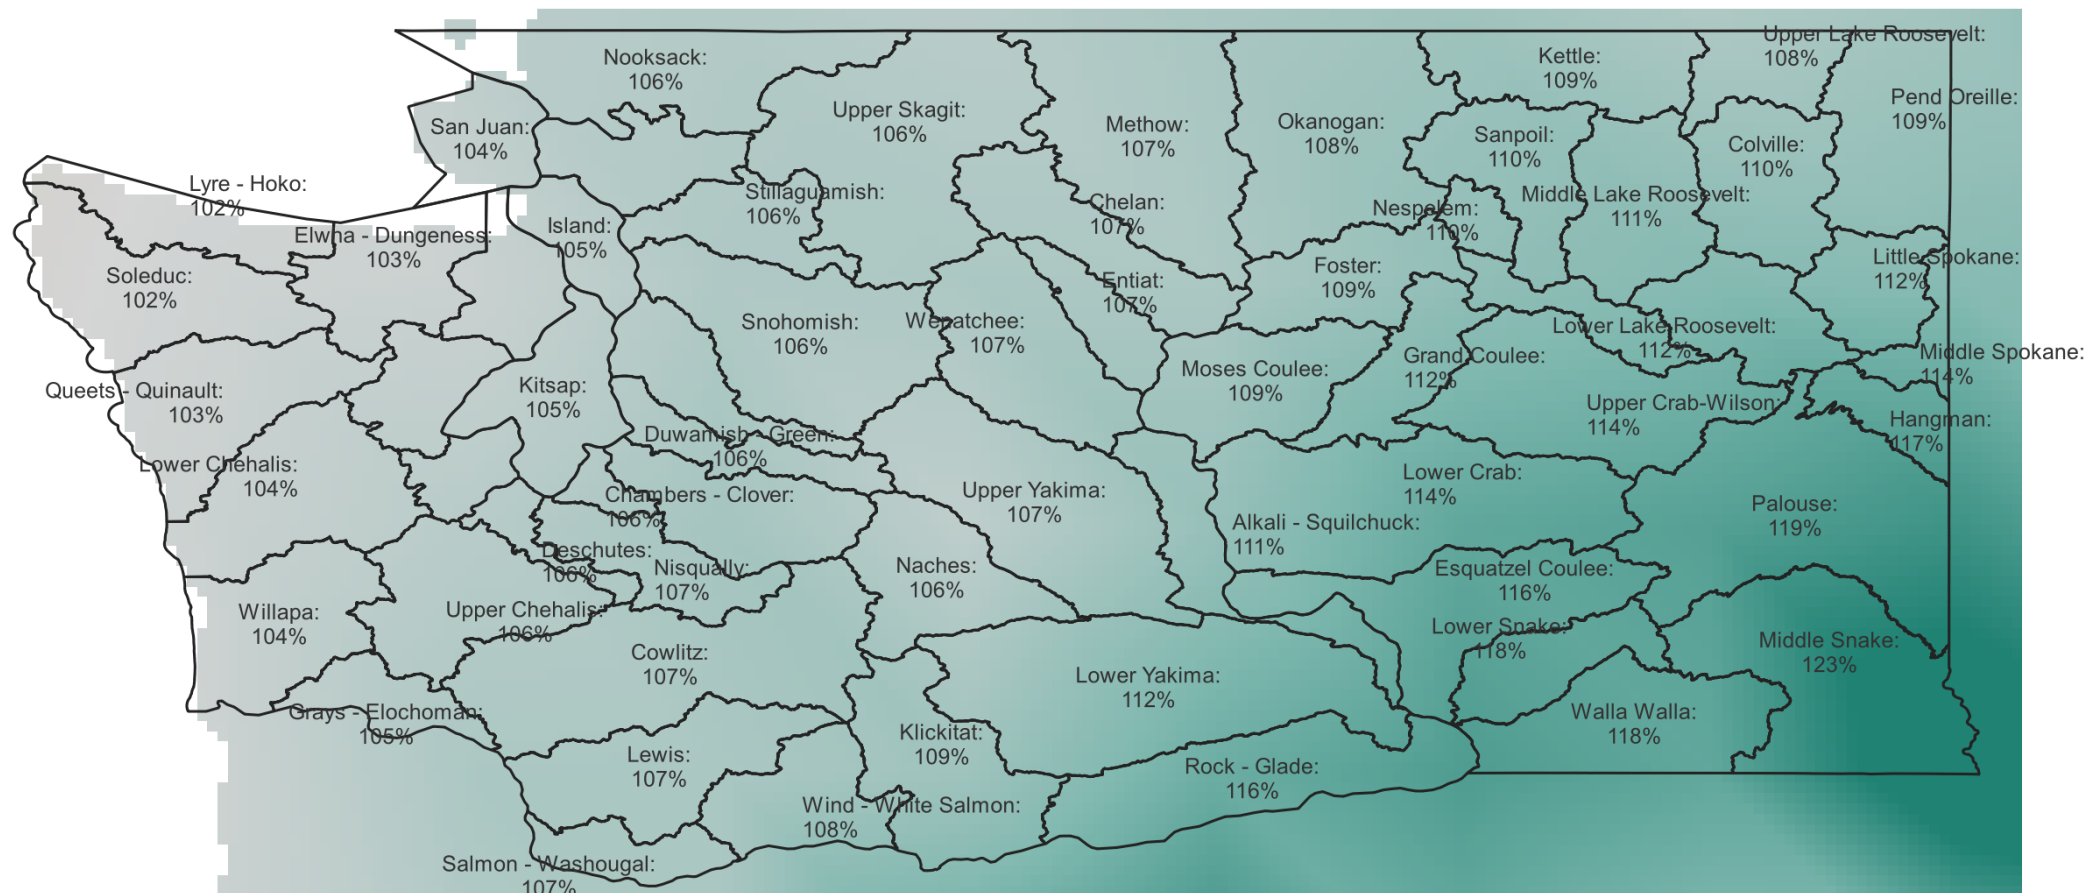 Upper Lake Roosevelt:
108%
Nooksack:
106%
Kettle:
109%
Pend Oreille:
109%
Upper Skagit:
106%
San Juan:
104%
Methow:
107%
Okanogan:
108%
Sanpoil:
110%
Colville:
110%
Lyre - Hoko:
102%
Stillaguamish:
106%
Chelan:
107%
Nespelem:
110%
Middle Lake Roosevelt:
111%
Island:
105%
Elwha - Dungeness:
103%
Soleduc:
102%
Entiat:
107%
Foster:
109%
Little Spokane:
112%
Snohomish:
106%
Wenatchee:
107%
Lower Lake Roosevelt:
112%
Middle Spokane:
114%
Moses Coulee:
109%
Grand Coulee:
112%
Queets - Quinault:
103%
Kitsap:
105%
Upper Crab-Wilson:
114%
Hangman:
117%
Duwamish - Green:
106%
Lower Chehalis:
104%
Lower Crab:
114%
Chambers - Clover:
106%
Upper Yakima:
107%
Palouse:
119%
Alkali - Squilchuck:
111%
Deschutes:
106%
Nisqually:
107%
Naches:
106%
Esquatzel Coulee:
116%
Willapa:
104%
Upper Chehalis:
106%
Lower Snake:
118%
Middle Snake:
123%
Cowlitz:
107%
Lower Yakima:
112%
Grays - Elochoman:
105%
Walla Walla:
118%
Klickitat:
109%
Lewis:
107%
Rock - Glade:
116%
Wind - White Salmon:
108%
Salmon - Washougal:
107%